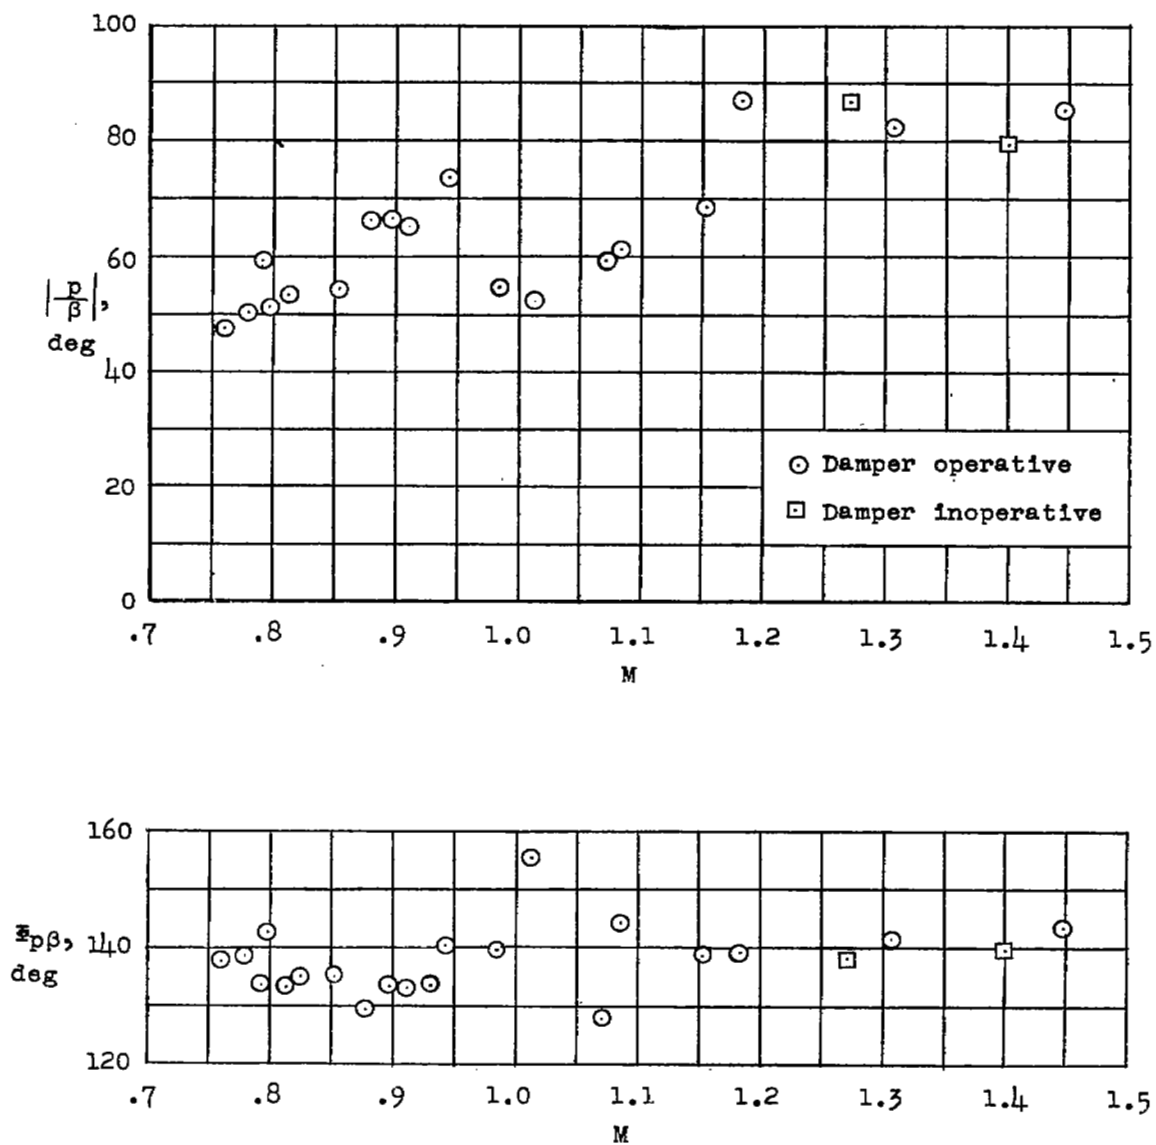 100
80
60
|p/β|,
deg
40
20
0
⊙ Damper operative
⊡ Damper inoperative
.7 .8 .9 1.0 1.1 1.2 1.3 1.4 1.5
M
160
Φpβ, 140
deg
120
.7 .8 .9 1.0 1.1 1.2 1.3 1.4 1.5
M